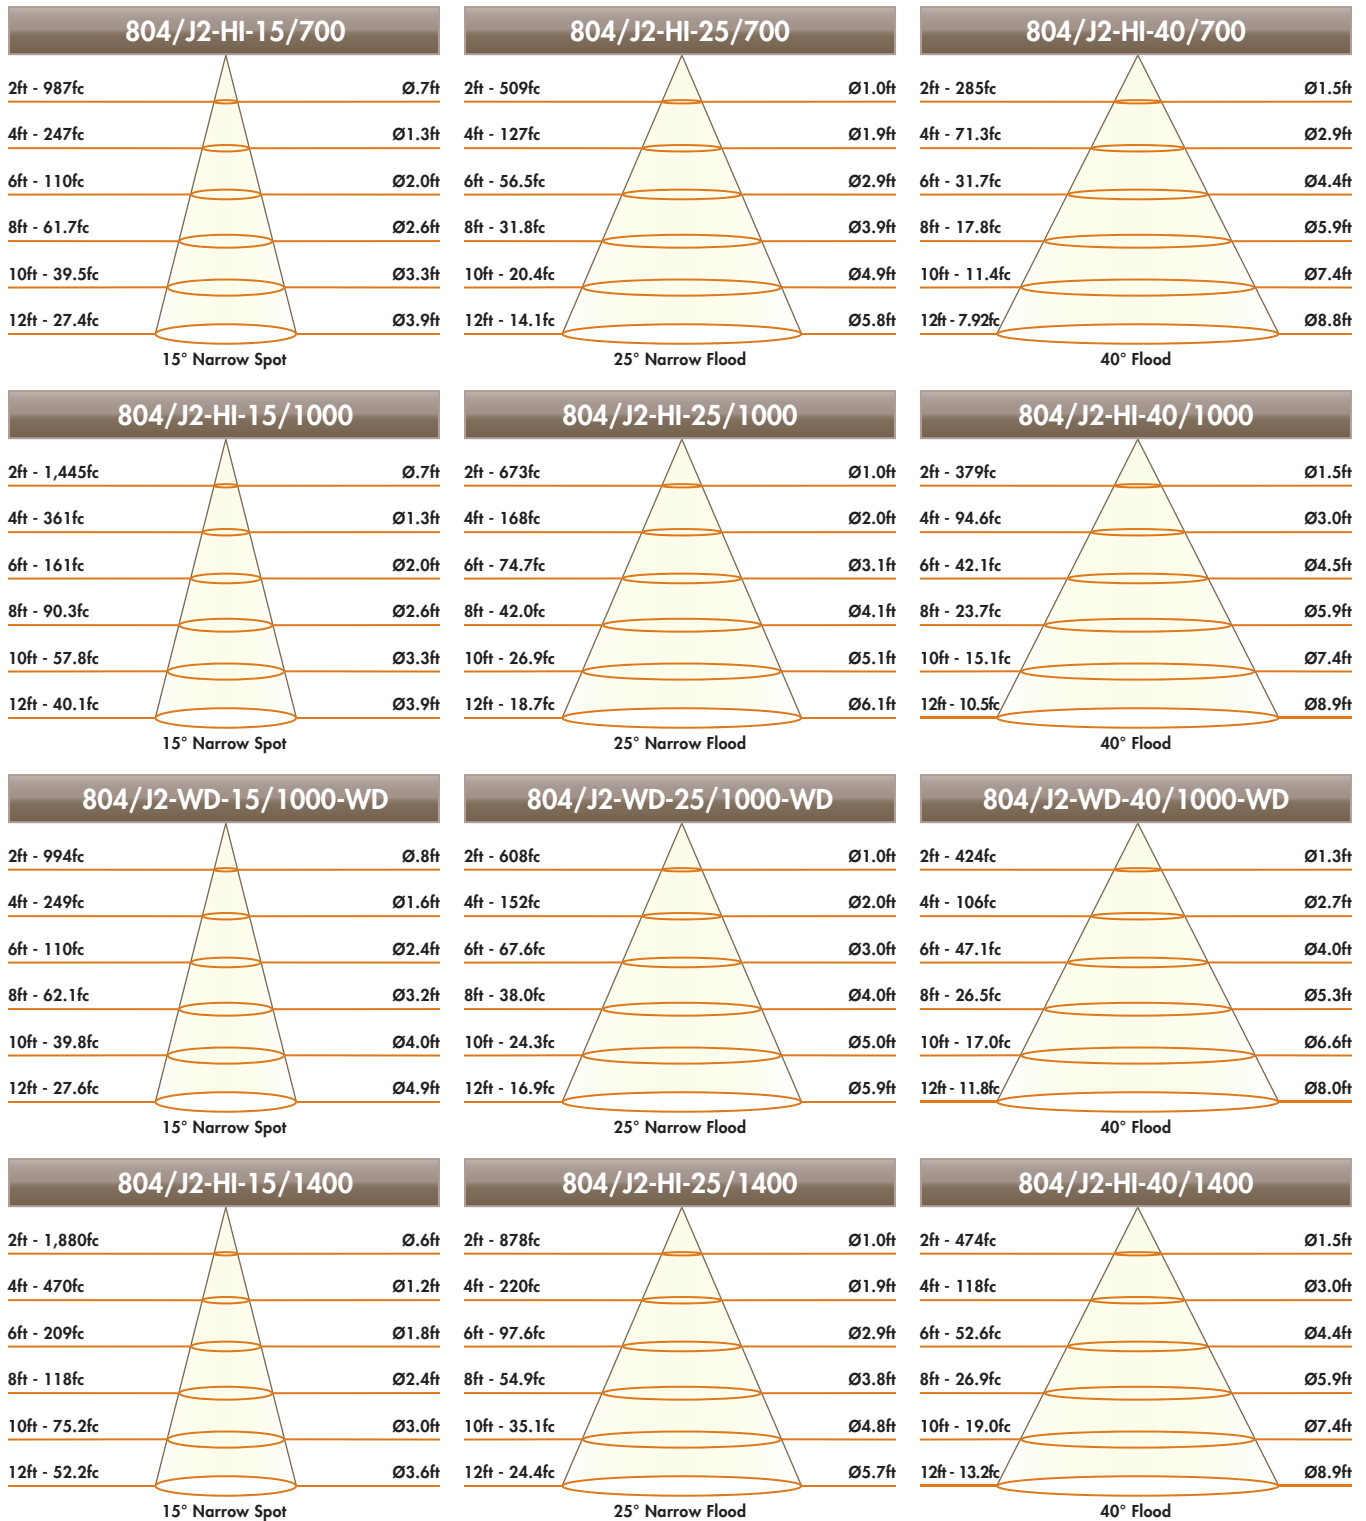 804/J2-HI-15/700
2ft - 987fc Ø.7ft
4ft - 247fc Ø1.3ft
6ft - 110fc Ø2.0ft
8ft - 61.7fc Ø2.6ft
10ft - 39.5fc Ø3.3ft
12ft - 27.4fc Ø3.9ft
15° Narrow Spot
804/J2-HI-25/700
2ft - 509fc Ø1.0ft
4ft - 127fc Ø1.9ft
6ft - 56.5fc Ø2.9ft
8ft - 31.8fc Ø3.9ft
10ft - 20.4fc Ø4.9ft
12ft - 14.1fc Ø5.8ft
25° Narrow Flood
804/J2-HI-40/700
2ft - 285fc Ø1.5ft
4ft - 71.3fc Ø2.9ft
6ft - 31.7fc Ø4.4ft
8ft - 17.8fc Ø5.9ft
10ft - 11.4fc Ø7.4ft
12ft - 7.92fc Ø8.8ft
40° Flood
804/J2-HI-15/1000
2ft - 1,445fc Ø.7ft
4ft - 361fc Ø1.3ft
6ft - 161fc Ø2.0ft
8ft - 90.3fc Ø2.6ft
10ft - 57.8fc Ø3.3ft
12ft - 40.1fc Ø3.9ft
15° Narrow Spot
804/J2-HI-25/1000
2ft - 673fc Ø1.0ft
4ft - 168fc Ø2.0ft
6ft - 74.7fc Ø3.1ft
8ft - 42.0fc Ø4.1ft
10ft - 26.9fc Ø5.1ft
12ft - 18.7fc Ø6.1ft
25° Narrow Flood
804/J2-HI-40/1000
2ft - 379fc Ø1.5ft
4ft - 94.6fc Ø3.0ft
6ft - 42.1fc Ø4.5ft
8ft - 23.7fc Ø5.9ft
10ft - 15.1fc Ø7.4ft
12ft - 10.5fc Ø8.9ft
40° Flood
804/J2-WD-15/1000-WD
2ft - 994fc Ø.8ft
4ft - 249fc Ø1.6ft
6ft - 110fc Ø2.4ft
8ft - 62.1fc Ø3.2ft
10ft - 39.8fc Ø4.0ft
12ft - 27.6fc Ø4.9ft
15° Narrow Spot
804/J2-WD-25/1000-WD
2ft - 608fc Ø1.0ft
4ft - 152fc Ø2.0ft
6ft - 67.6fc Ø3.0ft
8ft - 38.0fc Ø4.0ft
10ft - 24.3fc Ø5.0ft
12ft - 16.9fc Ø5.9ft
25° Narrow Flood
804/J2-WD-40/1000-WD
2ft - 424fc Ø1.3ft
4ft - 106fc Ø2.7ft
6ft - 47.1fc Ø4.0ft
8ft - 26.5fc Ø5.3ft
10ft - 17.0fc Ø6.6ft
12ft - 11.8fc Ø8.0ft
40° Flood
804/J2-HI-15/1400
2ft - 1,880fc Ø.6ft
4ft - 470fc Ø1.2ft
6ft - 209fc Ø1.8ft
8ft - 118fc Ø2.4ft
10ft - 75.2fc Ø3.0ft
12ft - 52.2fc Ø3.6ft
15° Narrow Spot
804/J2-HI-25/1400
2ft - 878fc Ø1.0ft
4ft - 220fc Ø1.9ft
6ft - 97.6fc Ø2.9ft
8ft - 54.9fc Ø3.8ft
10ft - 35.1fc Ø4.8ft
12ft - 24.4fc Ø5.7ft
25° Narrow Flood
804/J2-HI-40/1400
2ft - 474fc Ø1.5ft
4ft - 118fc Ø3.0ft
6ft - 52.6fc Ø4.4ft
8ft - 26.9fc Ø5.9ft
10ft - 19.0fc Ø7.4ft
12ft - 13.2fc Ø8.9ft
40° Flood